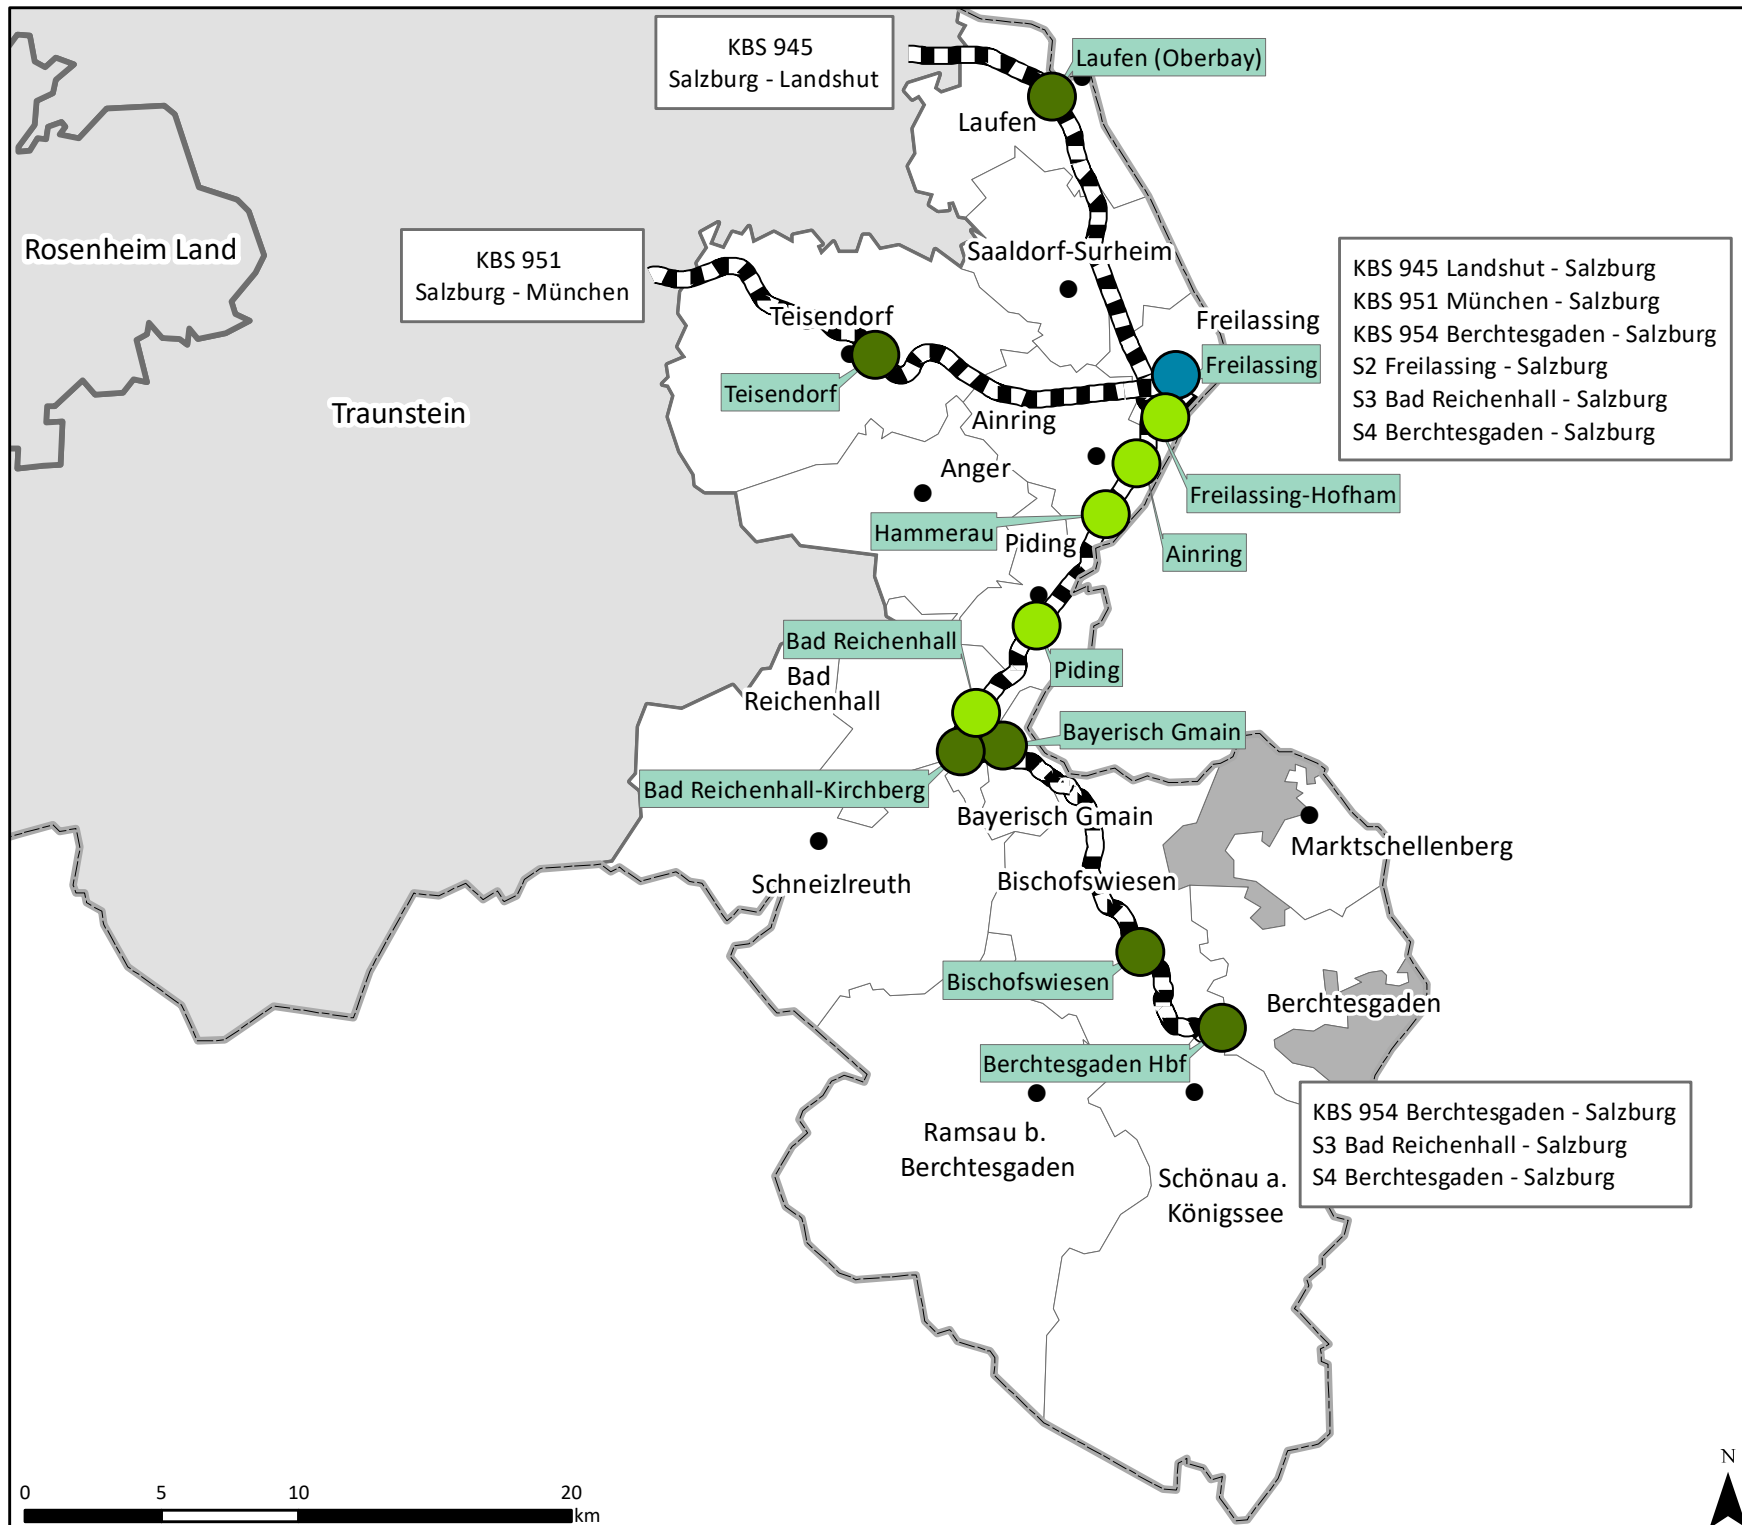 KBS 945
Salzburg - Landshut
Laufen (Oberbay)
Laufen
Rosenheim Land
KBS 951
Salzburg - München
Saaldorf-Surheim
KBS 945 Landshut - Salzburg
KBS 951 München - Salzburg
KBS 954 Berchtesgaden - Salzburg
S2 Freilassing - Salzburg
S3 Bad Reichenhall - Salzburg
S4 Berchtesgaden - Salzburg
Teisendorf
Freilassing
Freilassing
Teisendorf
Traunstein
Ainring
Anger
Freilassing-Hofham
Hammerau
Piding
Ainring
Bad Reichenhall
Piding
Bad
Reichenhall
Bayerisch Gmain
Bad Reichenhall-Kirchberg
Bayerisch Gmain
Marktschellenberg
Schneizlreuth
Bischofswiesen
Bischofswiesen
Berchtesgaden
Berchtesgaden Hbf
KBS 954 Berchtesgaden - Salzburg
S3 Bad Reichenhall - Salzburg
S4 Berchtesgaden - Salzburg
Ramsau b.
Berchtesgaden
Schönau a.
Königssee
N
0 5 10 20
km